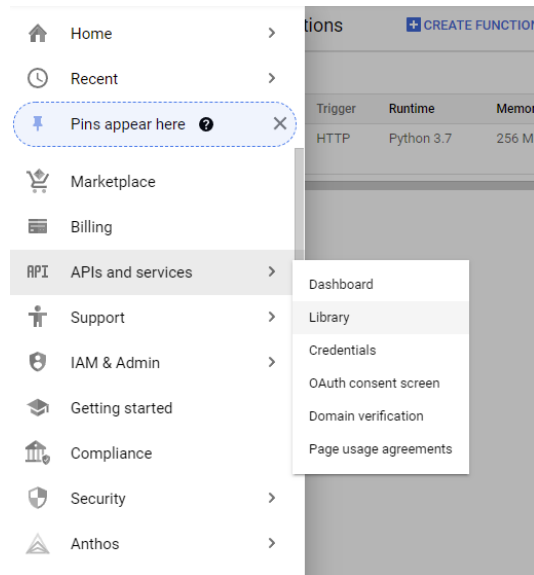 Home
Recent
Pins appear here
Marketplace
Billing
API APIs and services
Support
IAM & Admin
Getting started
Compliance
Security
Anthos
Dashboard
Library
Credentials
OAuth consent screen
Domain verification
Page usage agreements
tions CREATE FUNCTION
Trigger Runtime Memor
HTTP Python 3.7 256 M